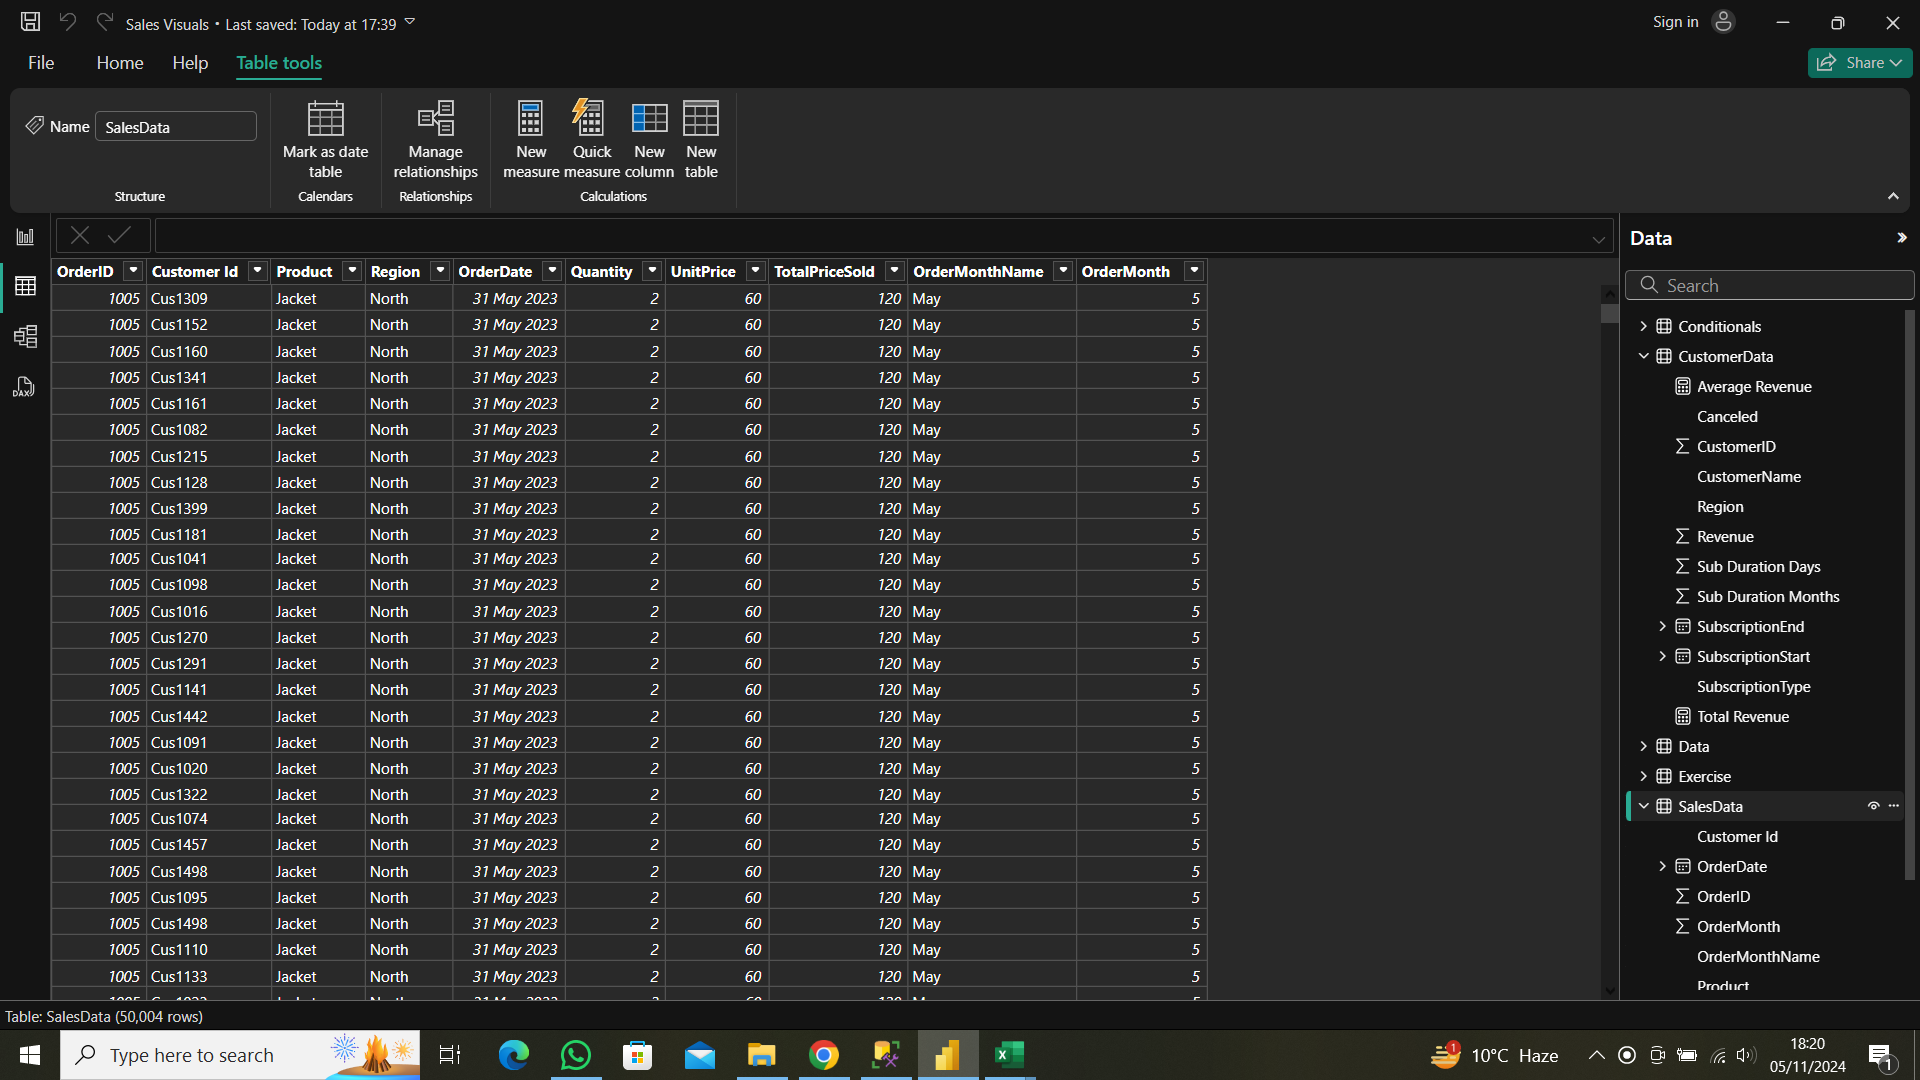 Sales Visuals • Last saved: Today at 17:39
Sign in
File Home Help Table tools
Share
Name SalesData
Mark as date table
Manage relationships
New measure
Quick measure
New column
New table
Structure Calendars Relationships Calculations
Data
Search
OrderID Customer Id Product Region OrderDate Quantity UnitPrice TotalPriceSold OrderMonthName OrderMonth
1005 Cus1309 Jacket North 31 May 2023 2 60 120 May 5
1005 Cus1152 Jacket North 31 May 2023 2 60 120 May 5
1005 Cus1160 Jacket North 31 May 2023 2 60 120 May 5
1005 Cus1341 Jacket North 31 May 2023 2 60 120 May 5
1005 Cus1161 Jacket North 31 May 2023 2 60 120 May 5
1005 Cus1082 Jacket North 31 May 2023 2 60 120 May 5
1005 Cus1215 Jacket North 31 May 2023 2 60 120 May 5
1005 Cus1128 Jacket North 31 May 2023 2 60 120 May 5
1005 Cus1399 Jacket North 31 May 2023 2 60 120 May 5
1005 Cus1181 Jacket North 31 May 2023 2 60 120 May 5
1005 Cus1041 Jacket North 31 May 2023 2 60 120 May 5
1005 Cus1098 Jacket North 31 May 2023 2 60 120 May 5
1005 Cus1016 Jacket North 31 May 2023 2 60 120 May 5
1005 Cus1270 Jacket North 31 May 2023 2 60 120 May 5
1005 Cus1291 Jacket North 31 May 2023 2 60 120 May 5
1005 Cus1141 Jacket North 31 May 2023 2 60 120 May 5
1005 Cus1442 Jacket North 31 May 2023 2 60 120 May 5
1005 Cus1091 Jacket North 31 May 2023 2 60 120 May 5
1005 Cus1020 Jacket North 31 May 2023 2 60 120 May 5
1005 Cus1322 Jacket North 31 May 2023 2 60 120 May 5
1005 Cus1074 Jacket North 31 May 2023 2 60 120 May 5
1005 Cus1457 Jacket North 31 May 2023 2 60 120 May 5
1005 Cus1498 Jacket North 31 May 2023 2 60 120 May 5
1005 Cus1095 Jacket North 31 May 2023 2 60 120 May 5
1005 Cus1498 Jacket North 31 May 2023 2 60 120 May 5
1005 Cus1110 Jacket North 31 May 2023 2 60 120 May 5
1005 Cus1133 Jacket North 31 May 2023 2 60 120 May 5
Conditionals
CustomerData
Average Revenue
Canceled
CustomerID
CustomerName
Region
Revenue
Sub Duration Days
Sub Duration Months
SubscriptionEnd
SubscriptionStart
SubscriptionType
Total Revenue
Data
Exercise
SalesData
Customer Id
OrderDate
OrderID
OrderMonth
OrderMonthName
Product
DAX
Table: SalesData (50,004 rows)
Type here to search
1
10°C Haze
18:20
05/11/2024
1